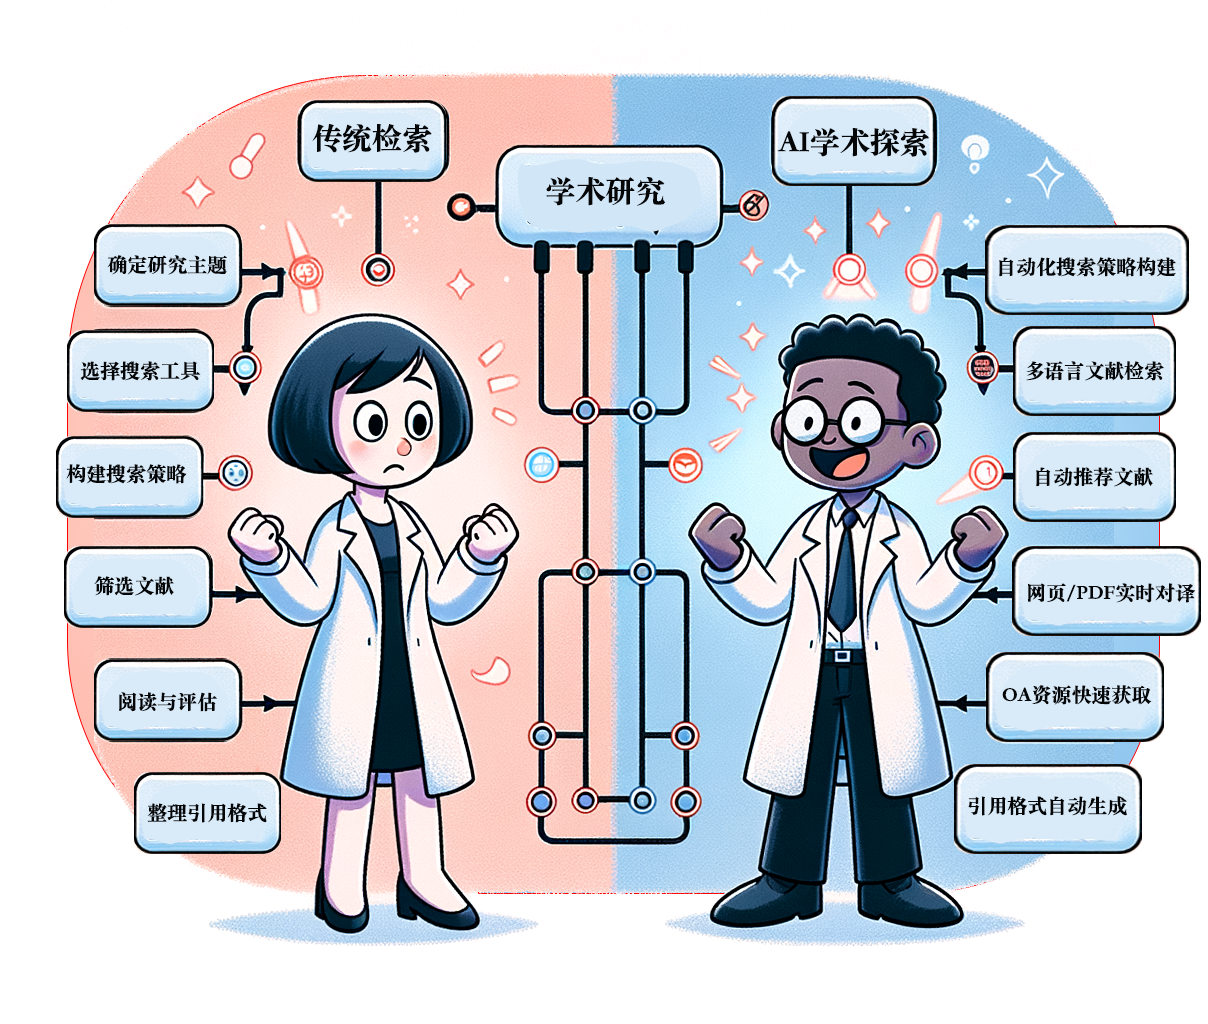 传统检索
学术研究
AI学术探索
确定研究主题
选择搜索工具
构建搜索策略
筛选文献
阅读与评估
整理引用格式
自动化搜索策略构建
多语言文献检索
自动推荐文献
网页/PDF实时对译
OA资源快速获取
引用格式自动生成